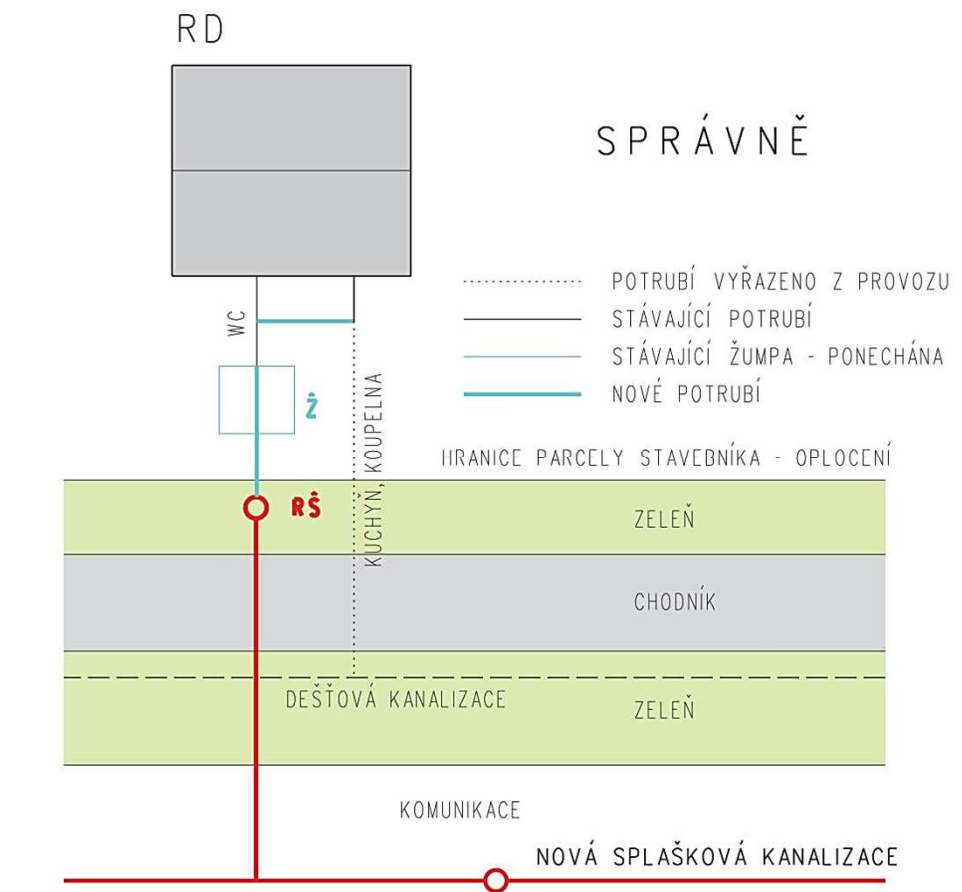 RD
SPRÁVNĚ
POTRUBÍ VYŘAZENO Z PROVOZU
STÁVAJÍCÍ POTRUBÍ
STÁVAJÍCÍ ŽUMPA - PONECHÁNA
NOVÉ POTRUBÍ
WC
Ž
KUCHYŇ, KOUPELNA
HRANICE PARCELY STAVEBNÍKA - OPLOCENÍ
RŠ
ZELEŇ
CHODNÍK
DEŠŤOVÁ KANALIZACE
ZELEŇ
KOMUNIKACE
NOVÁ SPLAŠKOVÁ KANALIZACE